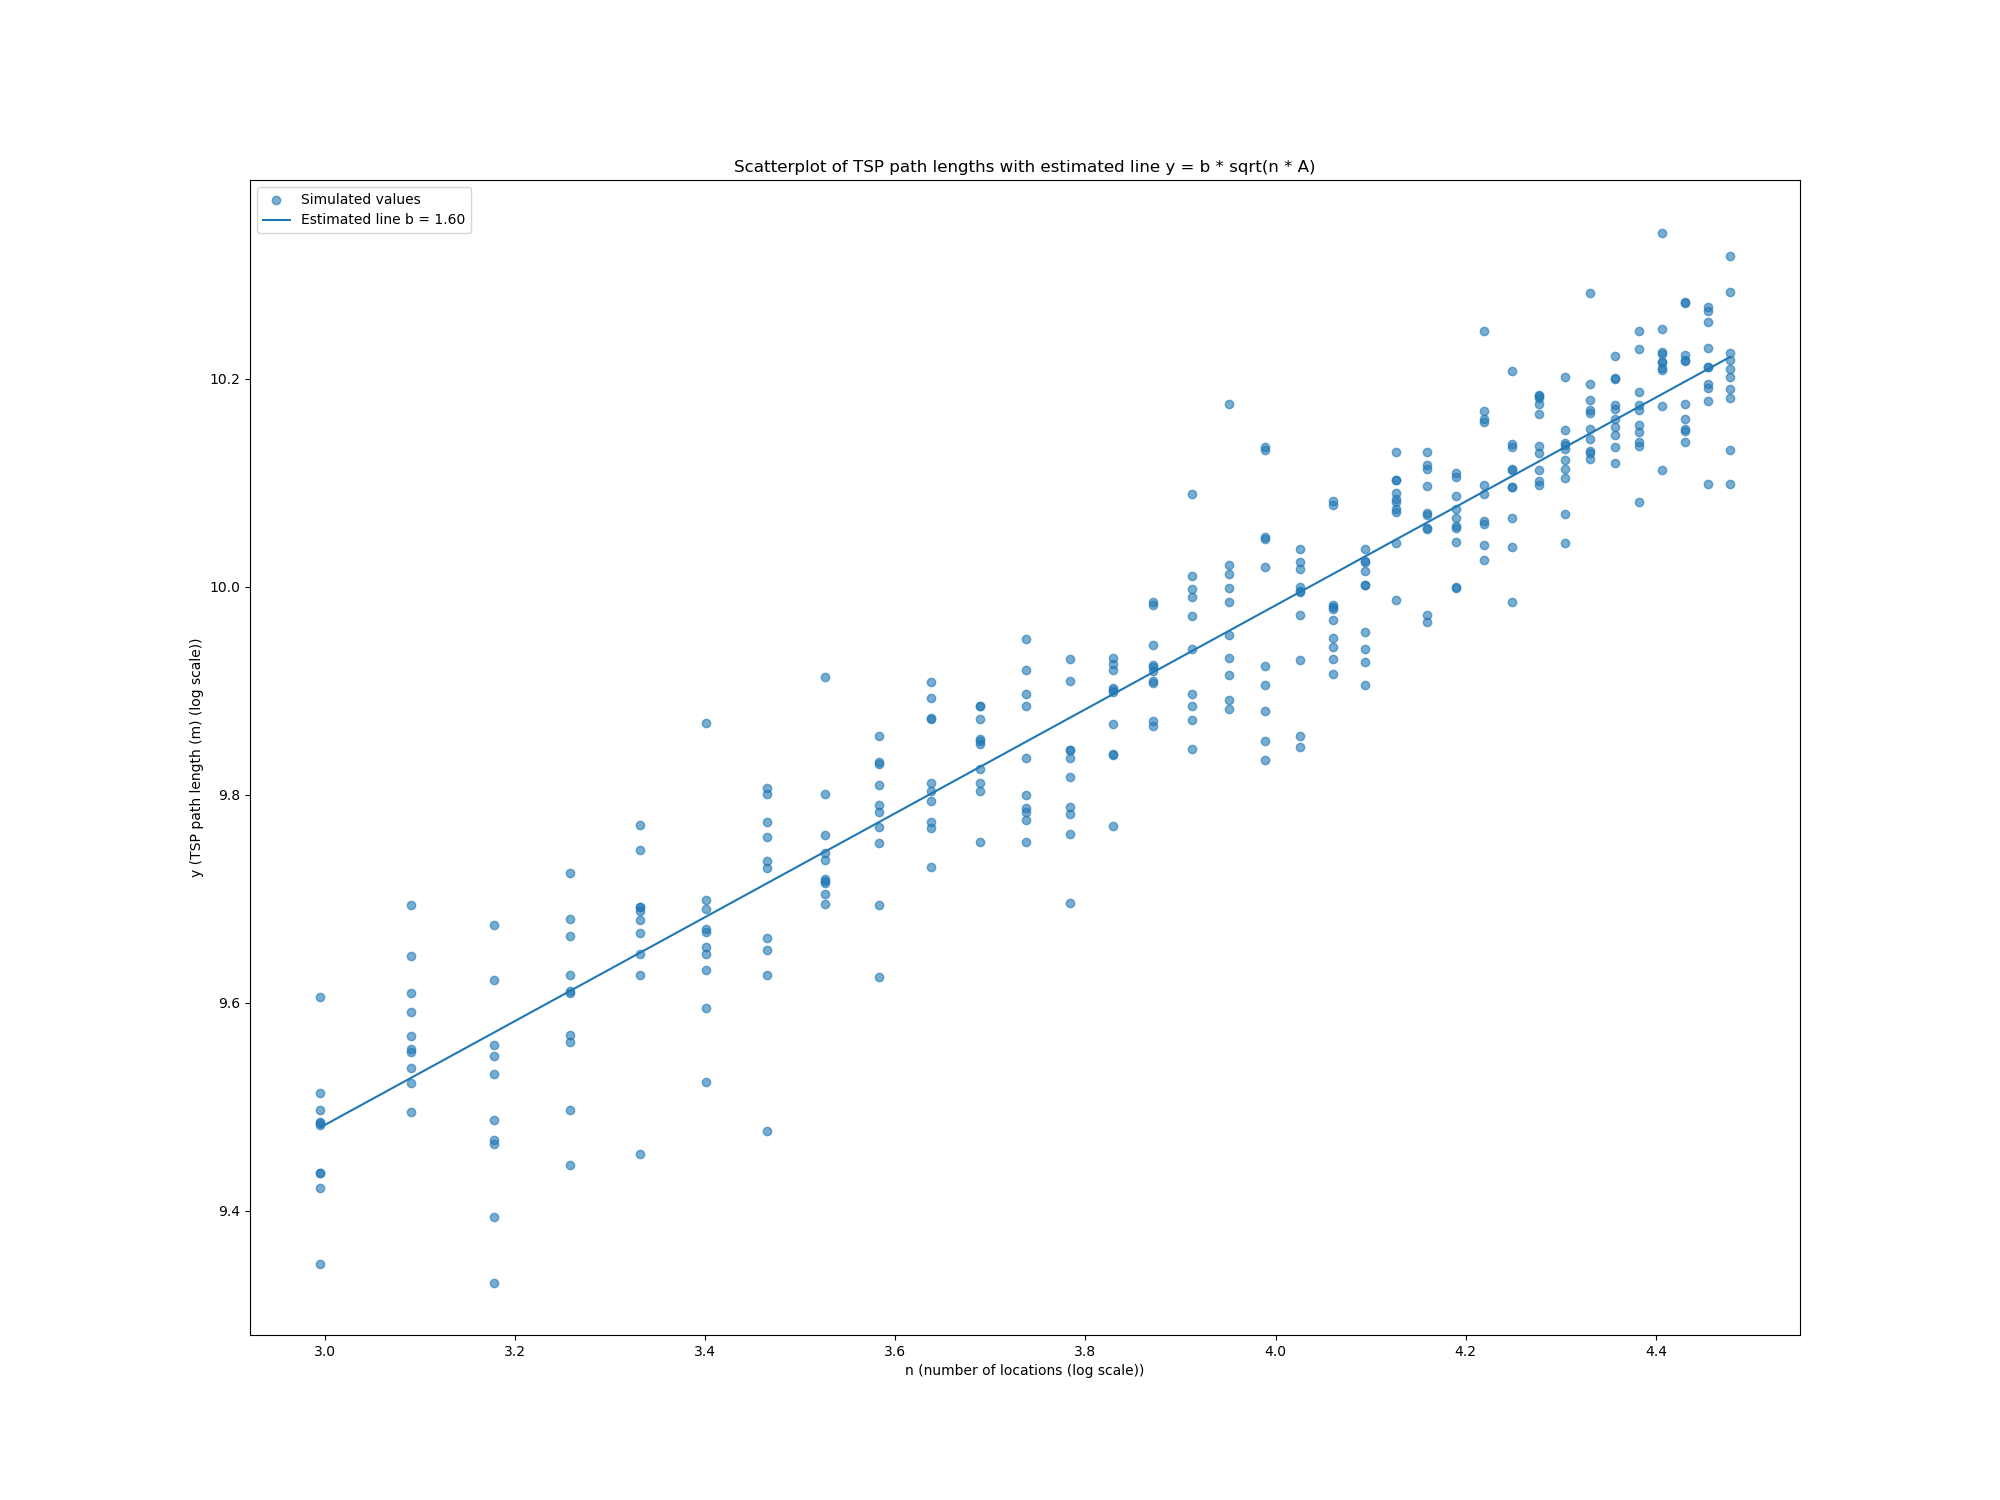 Scatterplot of TSP path lengths with estimated line y = b * sqrt(n * A)
Simulated values
Estimated line b = 1.60
10.2
10.0
9.8
9.6
9.4
y (TSP path length (m) (log scale))
3.0 3.2 3.4 3.6 3.8 4.0 4.2 4.4
n (number of locations (log scale))